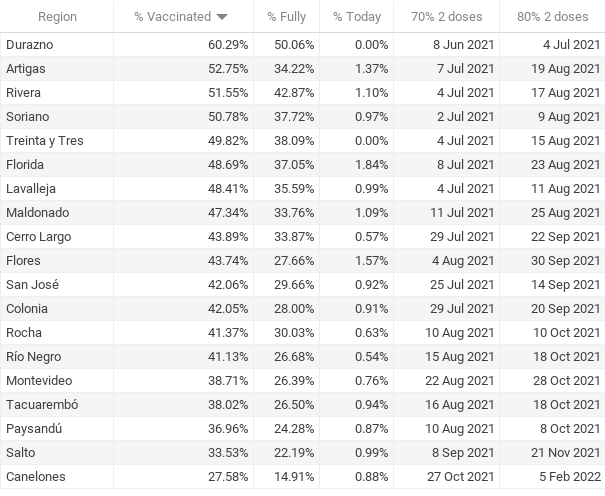 Region % Vaccinated % Fully % Today 70% 2 doses 80% 2 doses
Durazno 60.29% 50.06% 0.00% 8 Jun 2021 4 Jul 2021
Artigas 52.75% 34.22% 1.37% 7 Jul 2021 19 Aug 2021
Rivera 51.55% 42.87% 1.10% 4 Jul 2021 17 Aug 2021
Soriano 50.78% 37.72% 0.97% 2 Jul 2021 9 Aug 2021
Treinta y Tres 49.82% 38.09% 0.00% 4 Jul 2021 15 Aug 2021
Florida 48.69% 37.05% 1.84% 8 Jul 2021 23 Aug 2021
Lavalleja 48.41% 35.59% 0.99% 4 Jul 2021 11 Aug 2021
Maldonado 47.34% 33.76% 1.09% 11 Jul 2021 25 Aug 2021
Cerro Largo 43.89% 33.87% 0.57% 29 Jul 2021 22 Sep 2021
Flores 43.74% 27.66% 1.57% 4 Aug 2021 30 Sep 2021
San José 42.06% 29.66% 0.92% 25 Jul 2021 14 Sep 2021
Colonia 42.05% 28.00% 0.91% 29 Jul 2021 20 Sep 2021
Rocha 41.37% 30.03% 0.63% 10 Aug 2021 10 Oct 2021
Río Negro 41.13% 26.68% 0.54% 15 Aug 2021 18 Oct 2021
Montevideo 38.71% 26.39% 0.76% 22 Aug 2021 28 Oct 2021
Tacuarembó 38.02% 26.50% 0.94% 16 Aug 2021 18 Oct 2021
Paysandú 36.96% 24.28% 0.87% 10 Aug 2021 8 Oct 2021
Salto 33.53% 22.19% 0.99% 8 Sep 2021 21 Nov 2021
Canelones 27.58% 14.91% 0.88% 27 Oct 2021 5 Feb 2022